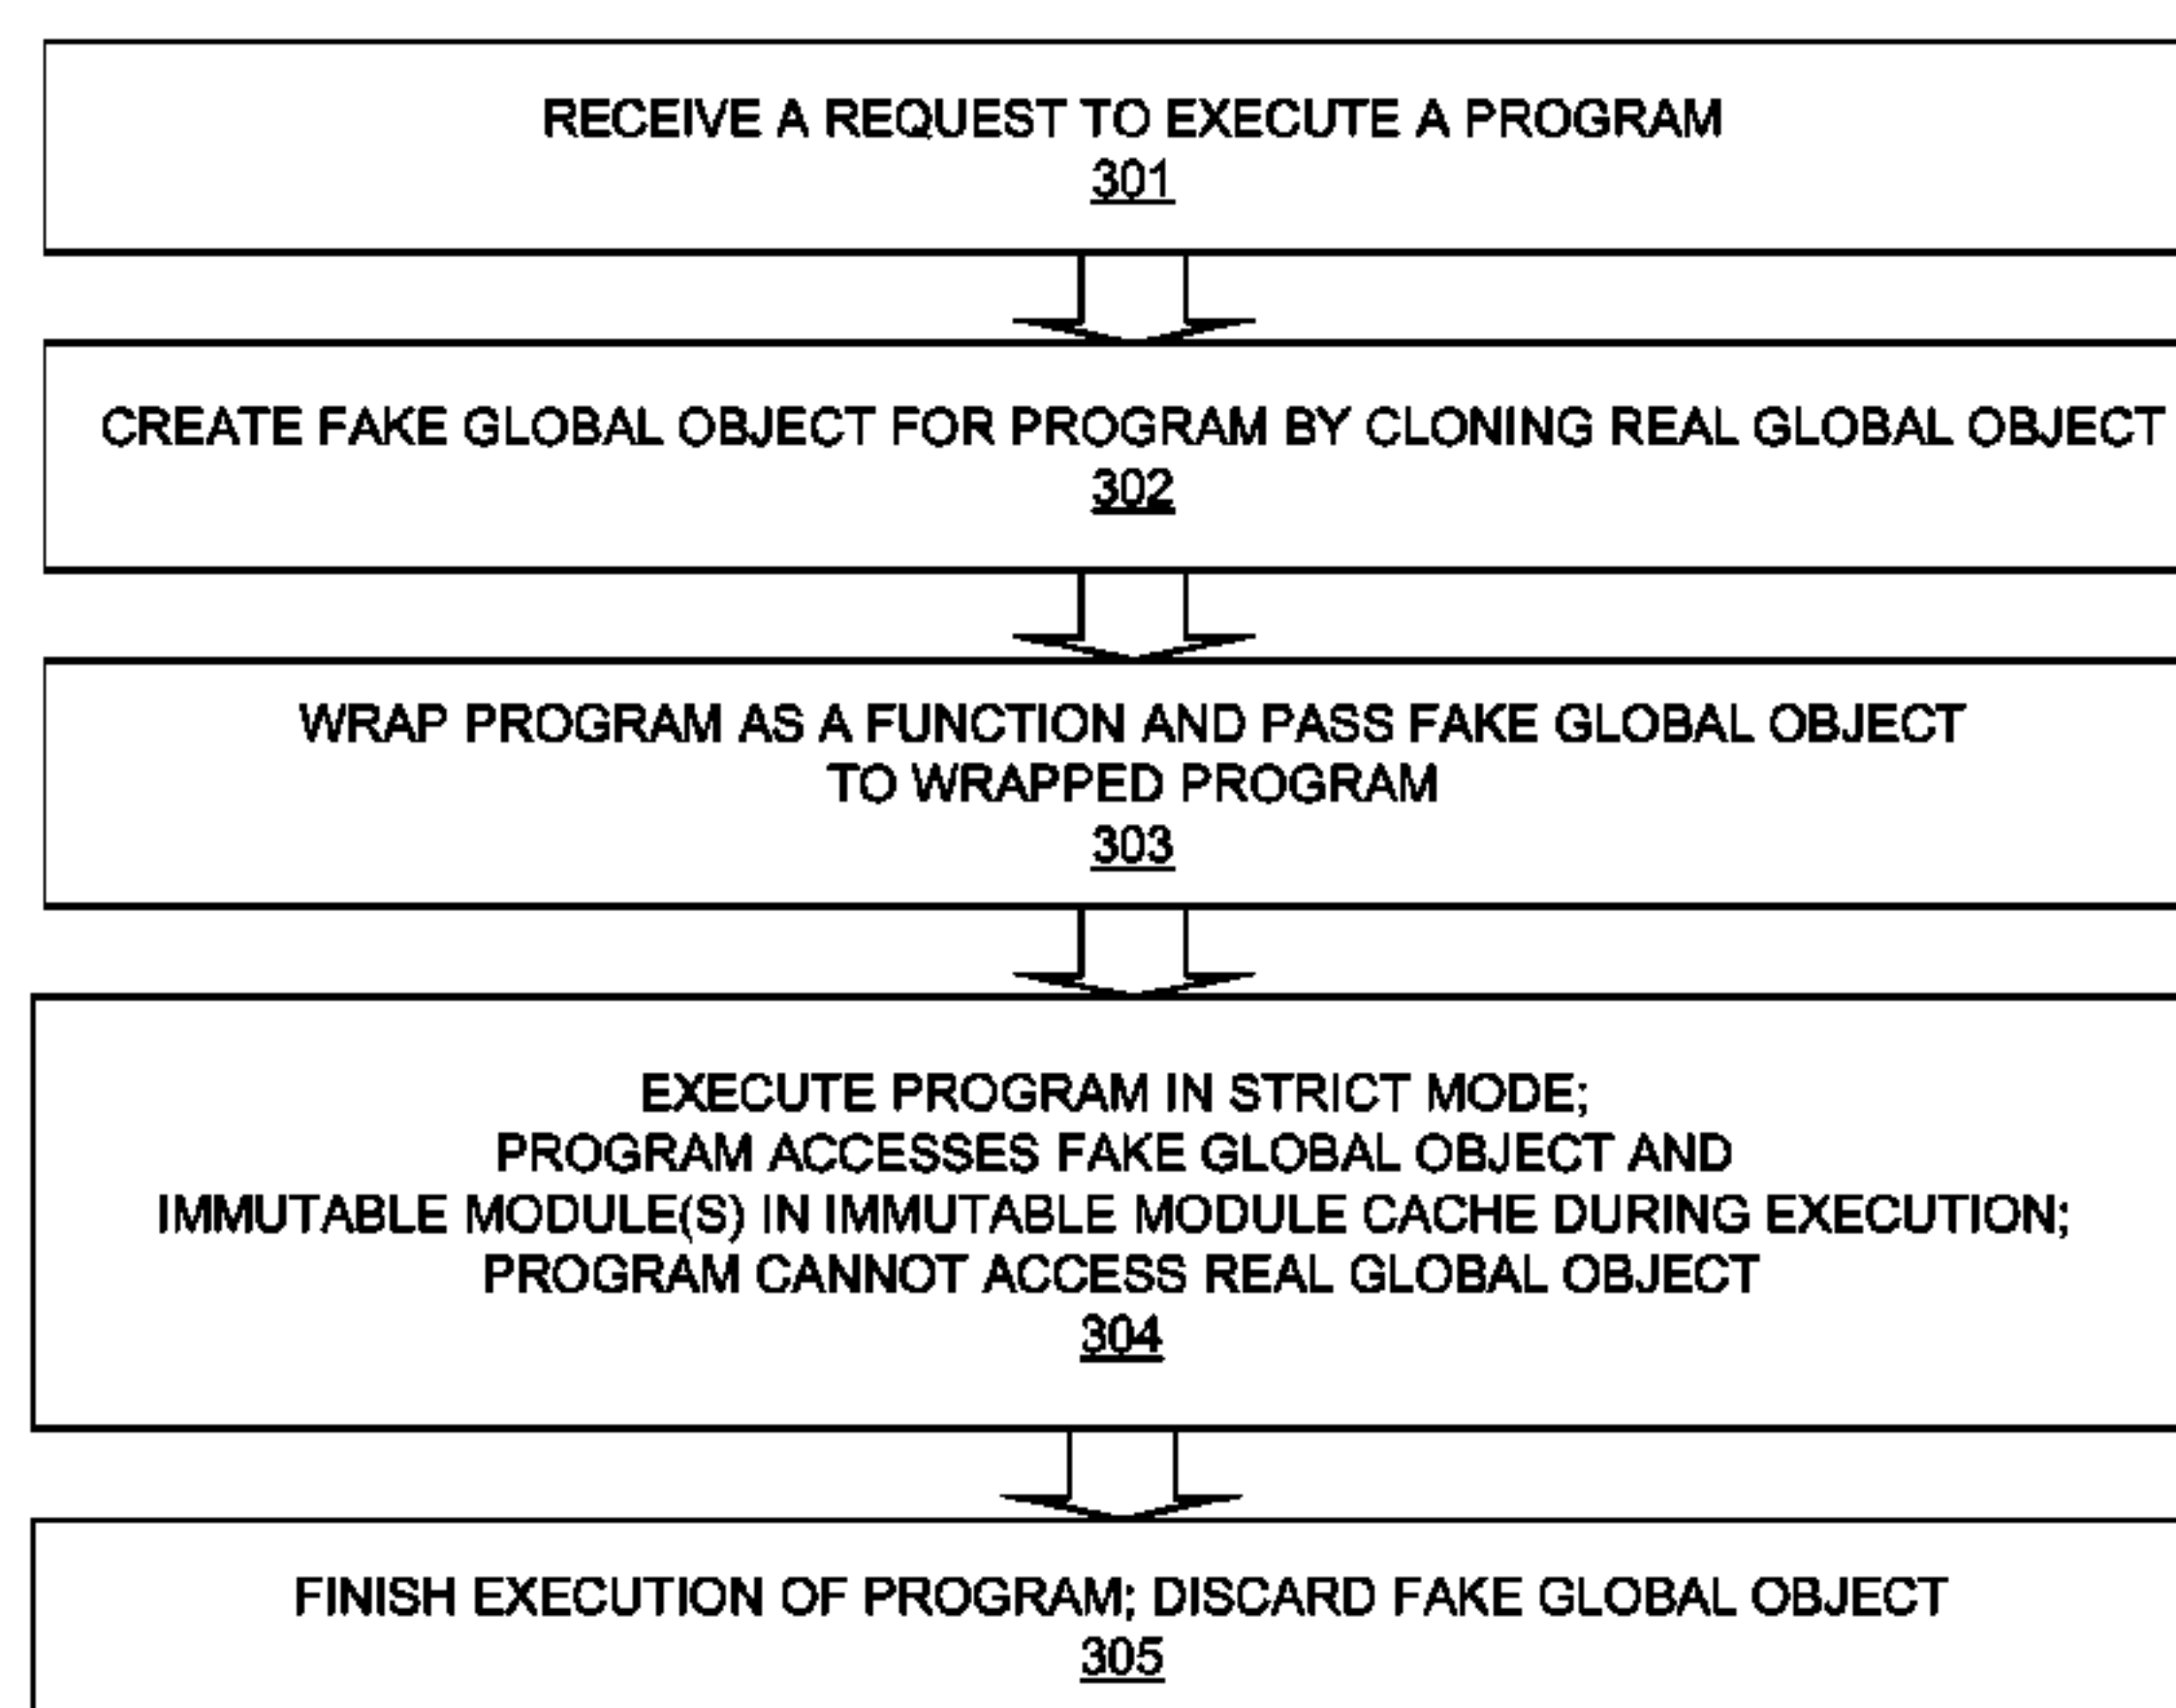 RECEIVE A REQUEST TO EXECUTE A PROGRAM
301
CREATE FAKE GLOBAL OBJECT FOR PROGRAM BY CLONING REAL GLOBAL OBJECT
302
WRAP PROGRAM AS A FUNCTION AND PASS FAKE GLOBAL OBJECT
TO WRAPPED PROGRAM
303
EXECUTE PROGRAM IN STRICT MODE;
PROGRAM ACCESSES FAKE GLOBAL OBJECT AND
IMMUTABLE MODULE(S) IN IMMUTABLE MODULE CACHE DURING EXECUTION;
PROGRAM CANNOT ACCESS REAL GLOBAL OBJECT
304
FINISH EXECUTION OF PROGRAM; DISCARD FAKE GLOBAL OBJECT
305